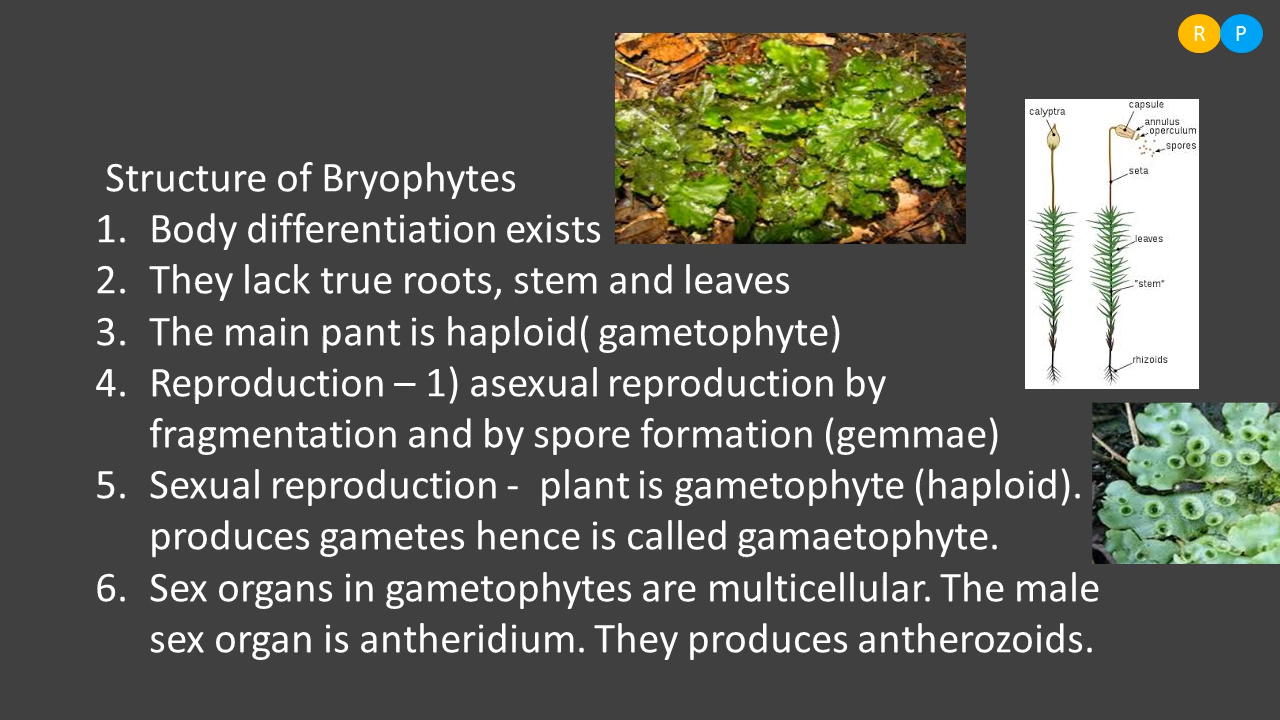 R P
Structure of Bryophytes
1. Body differentiation exists
2. They lack true roots, stem and leaves
3. The main pant is haploid( gametophyte)
4. Reproduction – 1) asexual reproduction by
fragmentation and by spore formation (gemmae)
5. Sexual reproduction - plant is gametophyte (haploid).
produces gametes hence is called gamaetophyte.
6. Sex organs in gametophytes are multicellular. The male
sex organ is antheridium. They produces antherozoids.
calyptra
capsule
annulus
operculum
spores
seta
leaves
"stem"
rhizoids